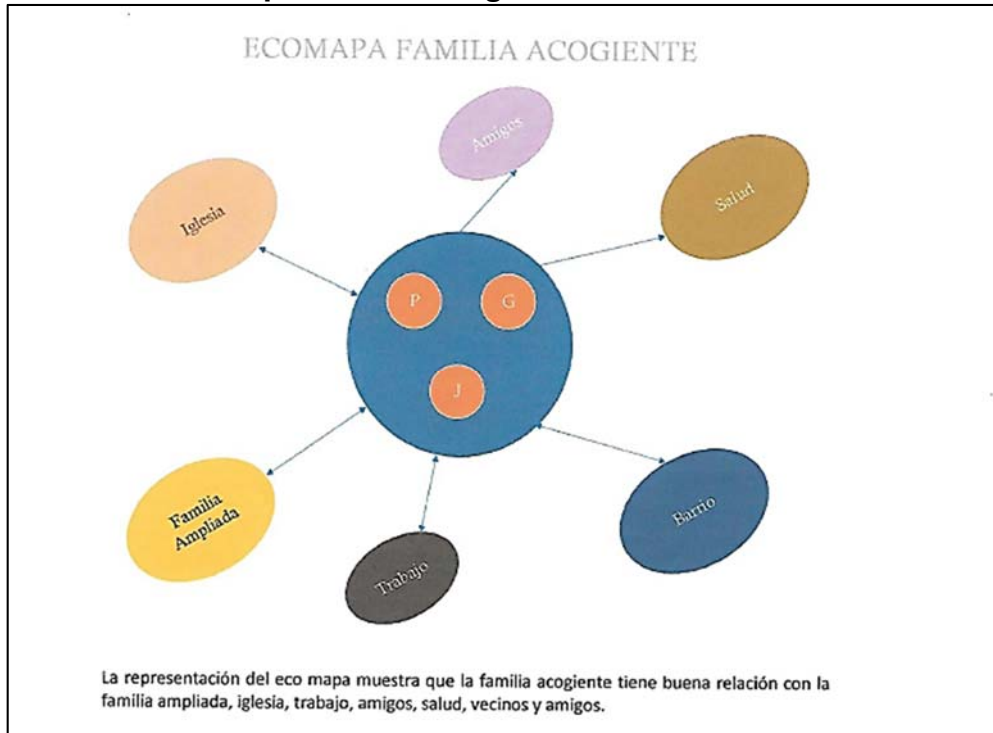 ECOMAPA FAMILIA ACOGIENTE
Amigos
Iglesia
Salud
P
G
J
Familia
Ampliada
Trabajo
Barrio
La representación del eco mapa muestra que la familia acogiente tiene buena relación con la
familia ampliada, iglesia, trabajo, amigos, salud, vecinos y amigos.